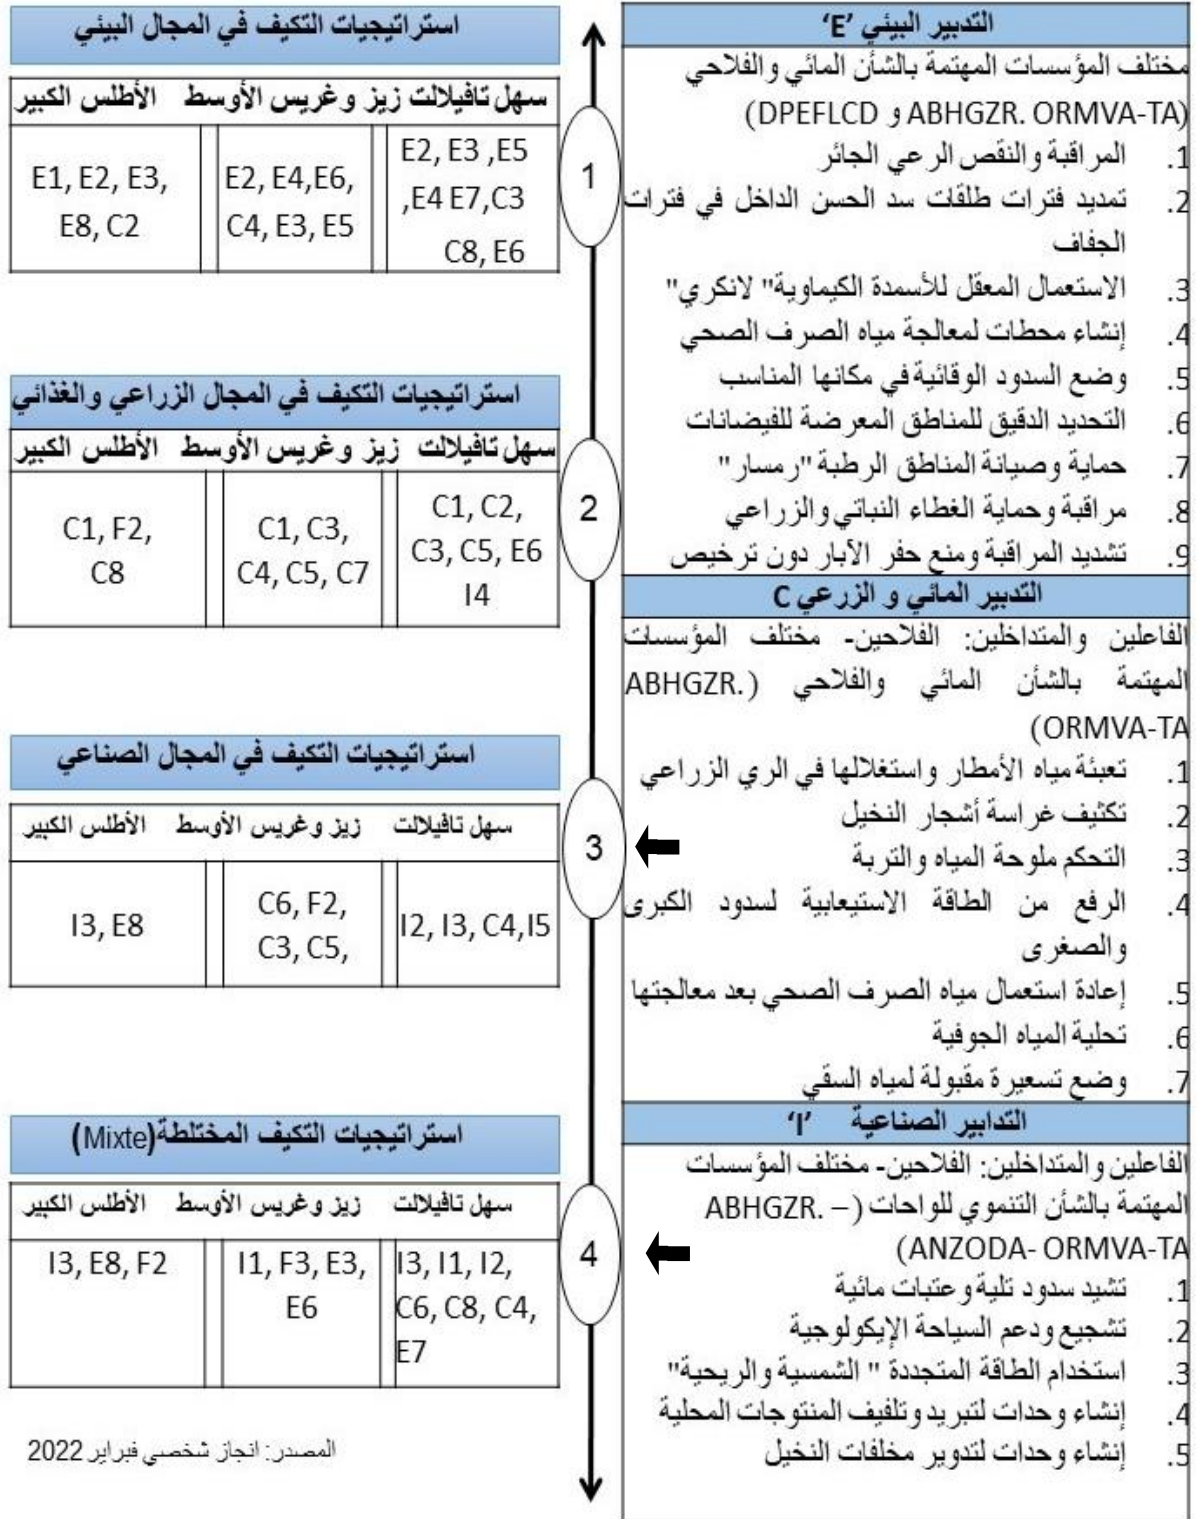 التدبير البيئي ‘E’
مختلف المؤسسات المهتمة بالشأن المائي والفلاحي
(ABHGZR. ORMVA-TA و DPEFLCD)
1. المراقبة والنقص الرعي الجائر
2. تمديد فترات طلقات سد الحسن الداخل في فترات
الجفاف
3. الاستعمال المعقل للأسمدة الكيماوية" لانكري"
4. إنشاء محطات لمعالجة مياه الصرف الصحي
5. وضع السدود الوقائية في مكانها المناسب
6. التحديد الدقيق للمناطق المعرضة للفيضانات
7. حماية وصيانة المناطق الرطبة "رمسار"
8. مراقبة وحماية الغطاء النباتي والزراعي
9. تشديد المراقبة ومنع حفر الآبار دون ترخيص
التدبير المائي و الزرعي C
الفاعلين والمتداخلين: الفلاحين- مختلف المؤسسات
المهتمة بالشأن المائي والفلاحي (ABHGZR.
ORMVA-TA)
1. تعبئة مياه الأمطار واستغلالها في الري الزراعي
2. تكثيف غراسة أشجار النخيل
3. التحكم ملوحة المياه والتربة
4. الرفع من الطاقة الاستيعابية لسدود الكبرى
والصغرى
5. إعادة استعمال مياه الصرف الصحي بعد معالجتها
6. تحلية المياه الجوفية
7. وضع تسعيرة مقبولة لمياه السقي
التدابير الصناعية ‘I’
الفاعلين والمتداخلين: الفلاحين- مختلف المؤسسات
المهتمة بالشأن التنموي للواحات (– ABHGZR.
ANZODA- ORMVA-TA)
1. تشيد سدود تلية وعتبات مائية
2. تشجيع ودعم السياحة الإيكولوجية
3. استخدام الطاقة المتجددة " الشمسية والريحية"
4. إنشاء وحدات لتبريد وتلفيف المنتوجات المحلية
5. إنشاء وحدات لتدوير مخلفات النخيل
استراتيجيات التكيف في المجال البيئي
سهل تافيلالت زيز وغريس الأوسط الأطلس الكبير
1
E2, E3 ,E5
,E4 E7,C3
C8, E6
E2, E4,E6,
C4, E3, E5
E1, E2, E3,
E8, C2
استراتيجيات التكيف في المجال الزراعي والغذائي
سهل تافيلالت زيز وغريس الأوسط الأطلس الكبير
2
C1, C2,
C3, C5, E6
I4
C1, C3,
C4, C5, C7
C1, F2,
C8
استراتيجيات التكيف في المجال الصناعي
سهل تافيلالت زيز وغريس الأوسط الأطلس الكبير
3
I2, I3, C4,I5
C6, F2,
C3, C5,
I3, E8
استراتيجيات التكيف المختلطة(Mixte)
سهل تافيلالت زيز وغريس الأوسط الأطلس الكبير
4
I3, I1, I2,
C6, C8, C4,
E7
I1, F3, E3,
E6
I3, E8, F2
المصدر: انجاز شخصي فبراير 2022